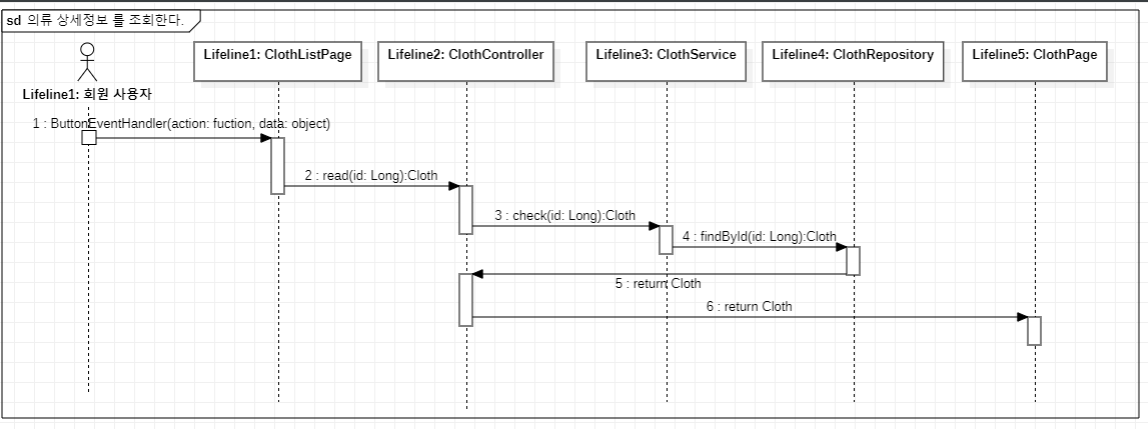 sd 의류 상세정보 를 조회한다.
Lifeline1: ClothListPage
Lifeline2: ClothController
Lifeline3: ClothService
Lifeline4: ClothRepository
Lifeline5: ClothPage
Lifeline1: 회원 사용자
1 : ButtonEventHandler(action: fuction, data: object)
2 : read(id: Long):Cloth
3 : check(id: Long):Cloth
4 : findById(id: Long):Cloth
5 : return Cloth
6 : return Cloth